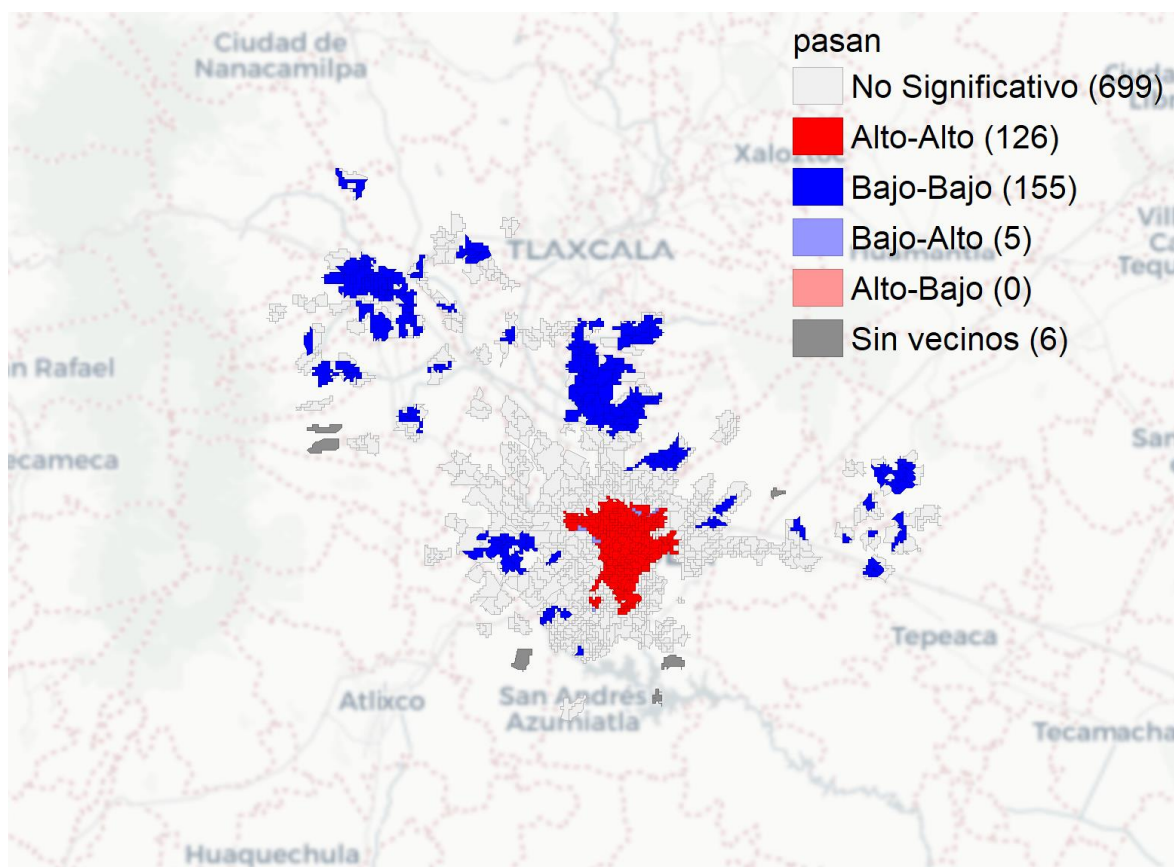 Ciudad de
Nanacamilpa
pasan
No Significativo (699)
Alto-Alto (126)
Bajo-Bajo (155)
Bajo-Alto (5)
Alto-Bajo (0)
Sin vecinos (6)
Xaloztoc
TLAXCALA
Huamantla
n Rafael
ecameca
Tepeaca
Atlixco
San Andrés
Azumiatla
Tecamacha
Huaquechula